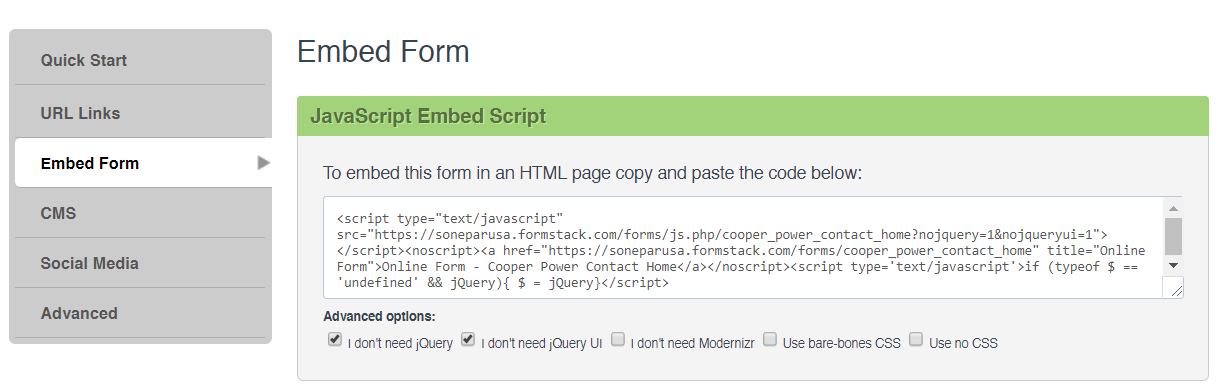 Embed Form
Quick Start
URL Links
Embed Form
CMS
Social Media
Advanced
JavaScript Embed Script
To embed this form in an HTML page copy and paste the code below:
<script type="text/javascript"
src="https://soneparusa.formstack.com/forms/js.php/cooper_power_contact_home?nojquery=1&nojqueryui=1">
</script><noscript><a href="https://soneparusa.formstack.com/forms/cooper_power_contact_home" title="Online
Form">Online Form - Cooper Power Contact Home</a></noscript><script type='text/javascript'>if (typeof $ ==
'undefined' && jQuery){ $ = jQuery}</script>
Advanced options:
I don't need jQuery I don't need jQuery UI I don't need Modernizr Use bare-bones CSS Use no CSS